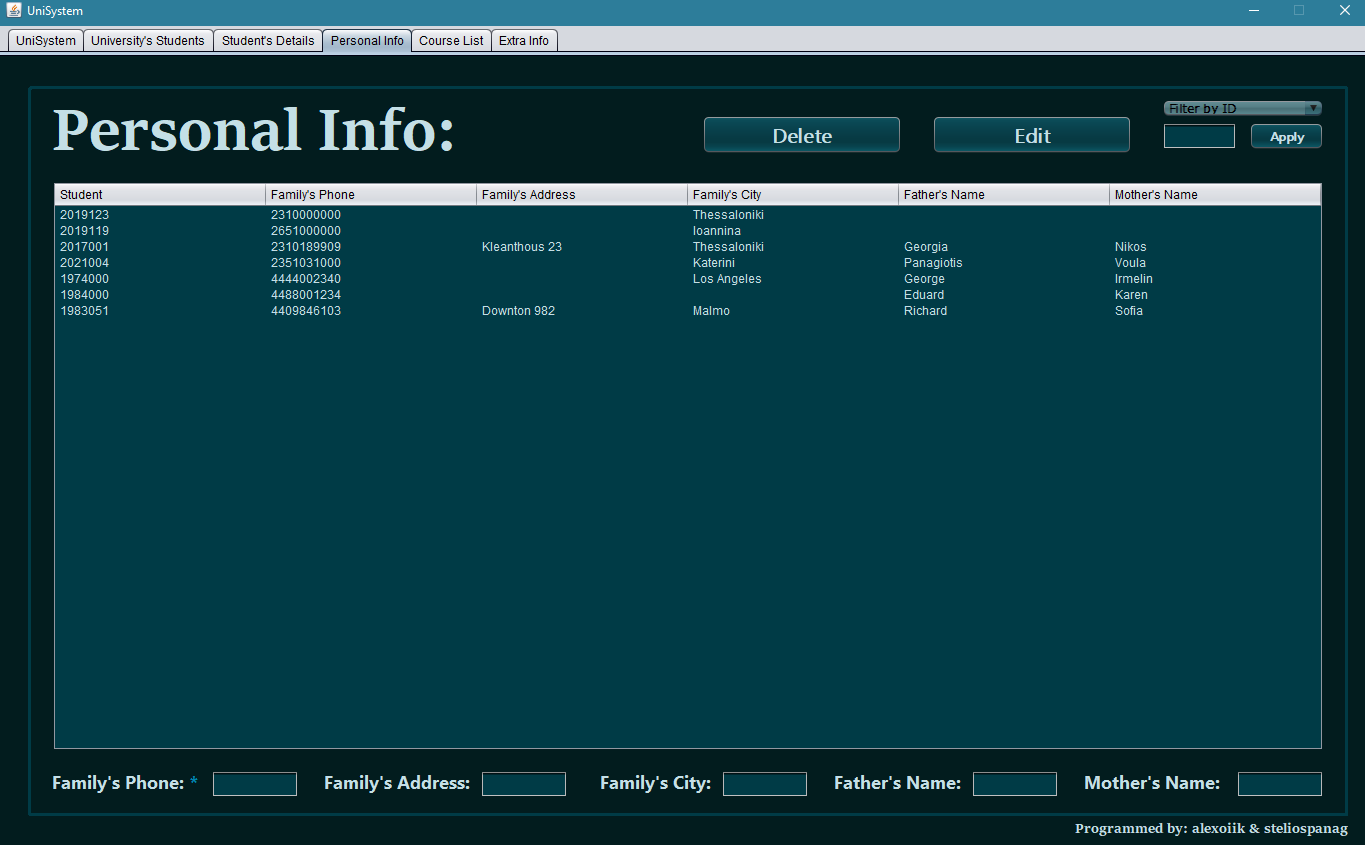 UniSystem
UniSystem University's Students Student's Details Personal Info Course List Extra Info
Personal Info:
Delete Edit
Filter by ID
Apply
Student Family's Phone Family's Address Family's City Father's Name Mother's Name
2019123 2310000000 Thessaloniki
2019119 2651000000 Ioannina
2017001 2310189909 Kleanthous 23 Thessaloniki Georgia Nikos
2021004 2351031000 Katerini Panagiotis Voula
1974000 4444002340 Los Angeles George Irmelin
1984000 4488001234 Eduard Karen
1983051 4409846103 Downton 982 Malmo Richard Sofia
Family's Phone: * Family's Address: Family's City: Father's Name: Mother's Name:
Programmed by: alexoiik & steliospanag